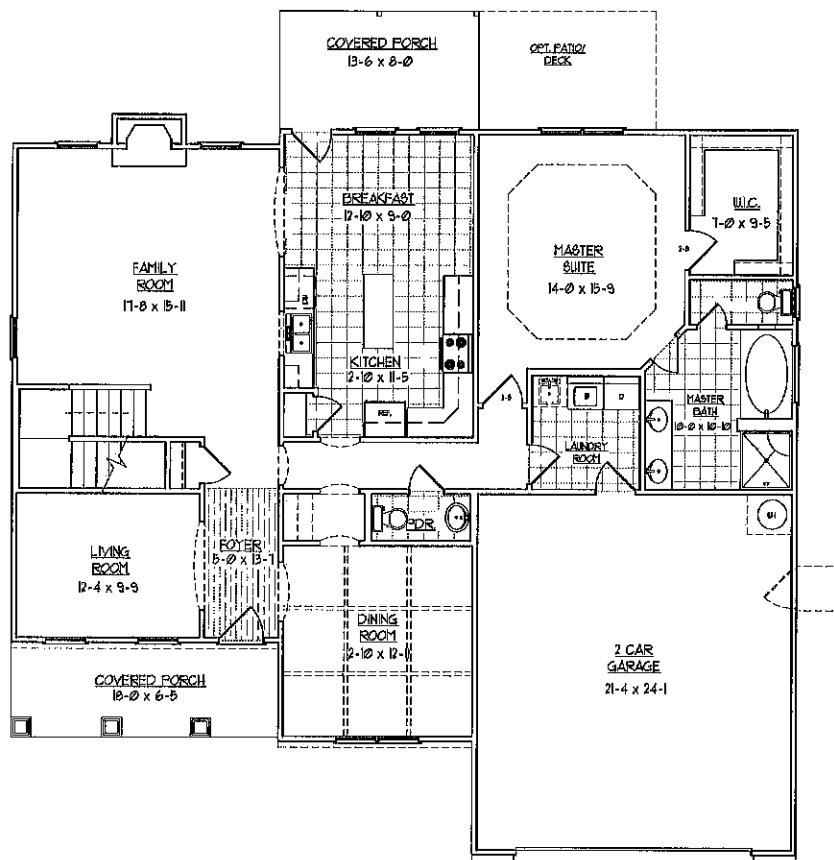 COVERED PORCH
13-6 x 8-0
OPT. PATIO/
DECK
BREAKFAST
12-10 x 9-0
W.I.C.
7-0 x 9-5
MASTER
SUITE
14-0 x 15-9
FAMILY
ROOM
17-8 x 15-11
KITCHEN
2-10 x 11-5
REF.
MASTER
BATH
10-0 x 10-10
LAUNDRY
ROOM
PDR.
FOYER
5-0 x 13-7
LIVING
ROOM
12-4 x 9-9
DINING
ROOM
2-10 x 12-11
2 CAR
GARAGE
21-4 x 24-1
COVERED PORCH
18-0 x 6-5